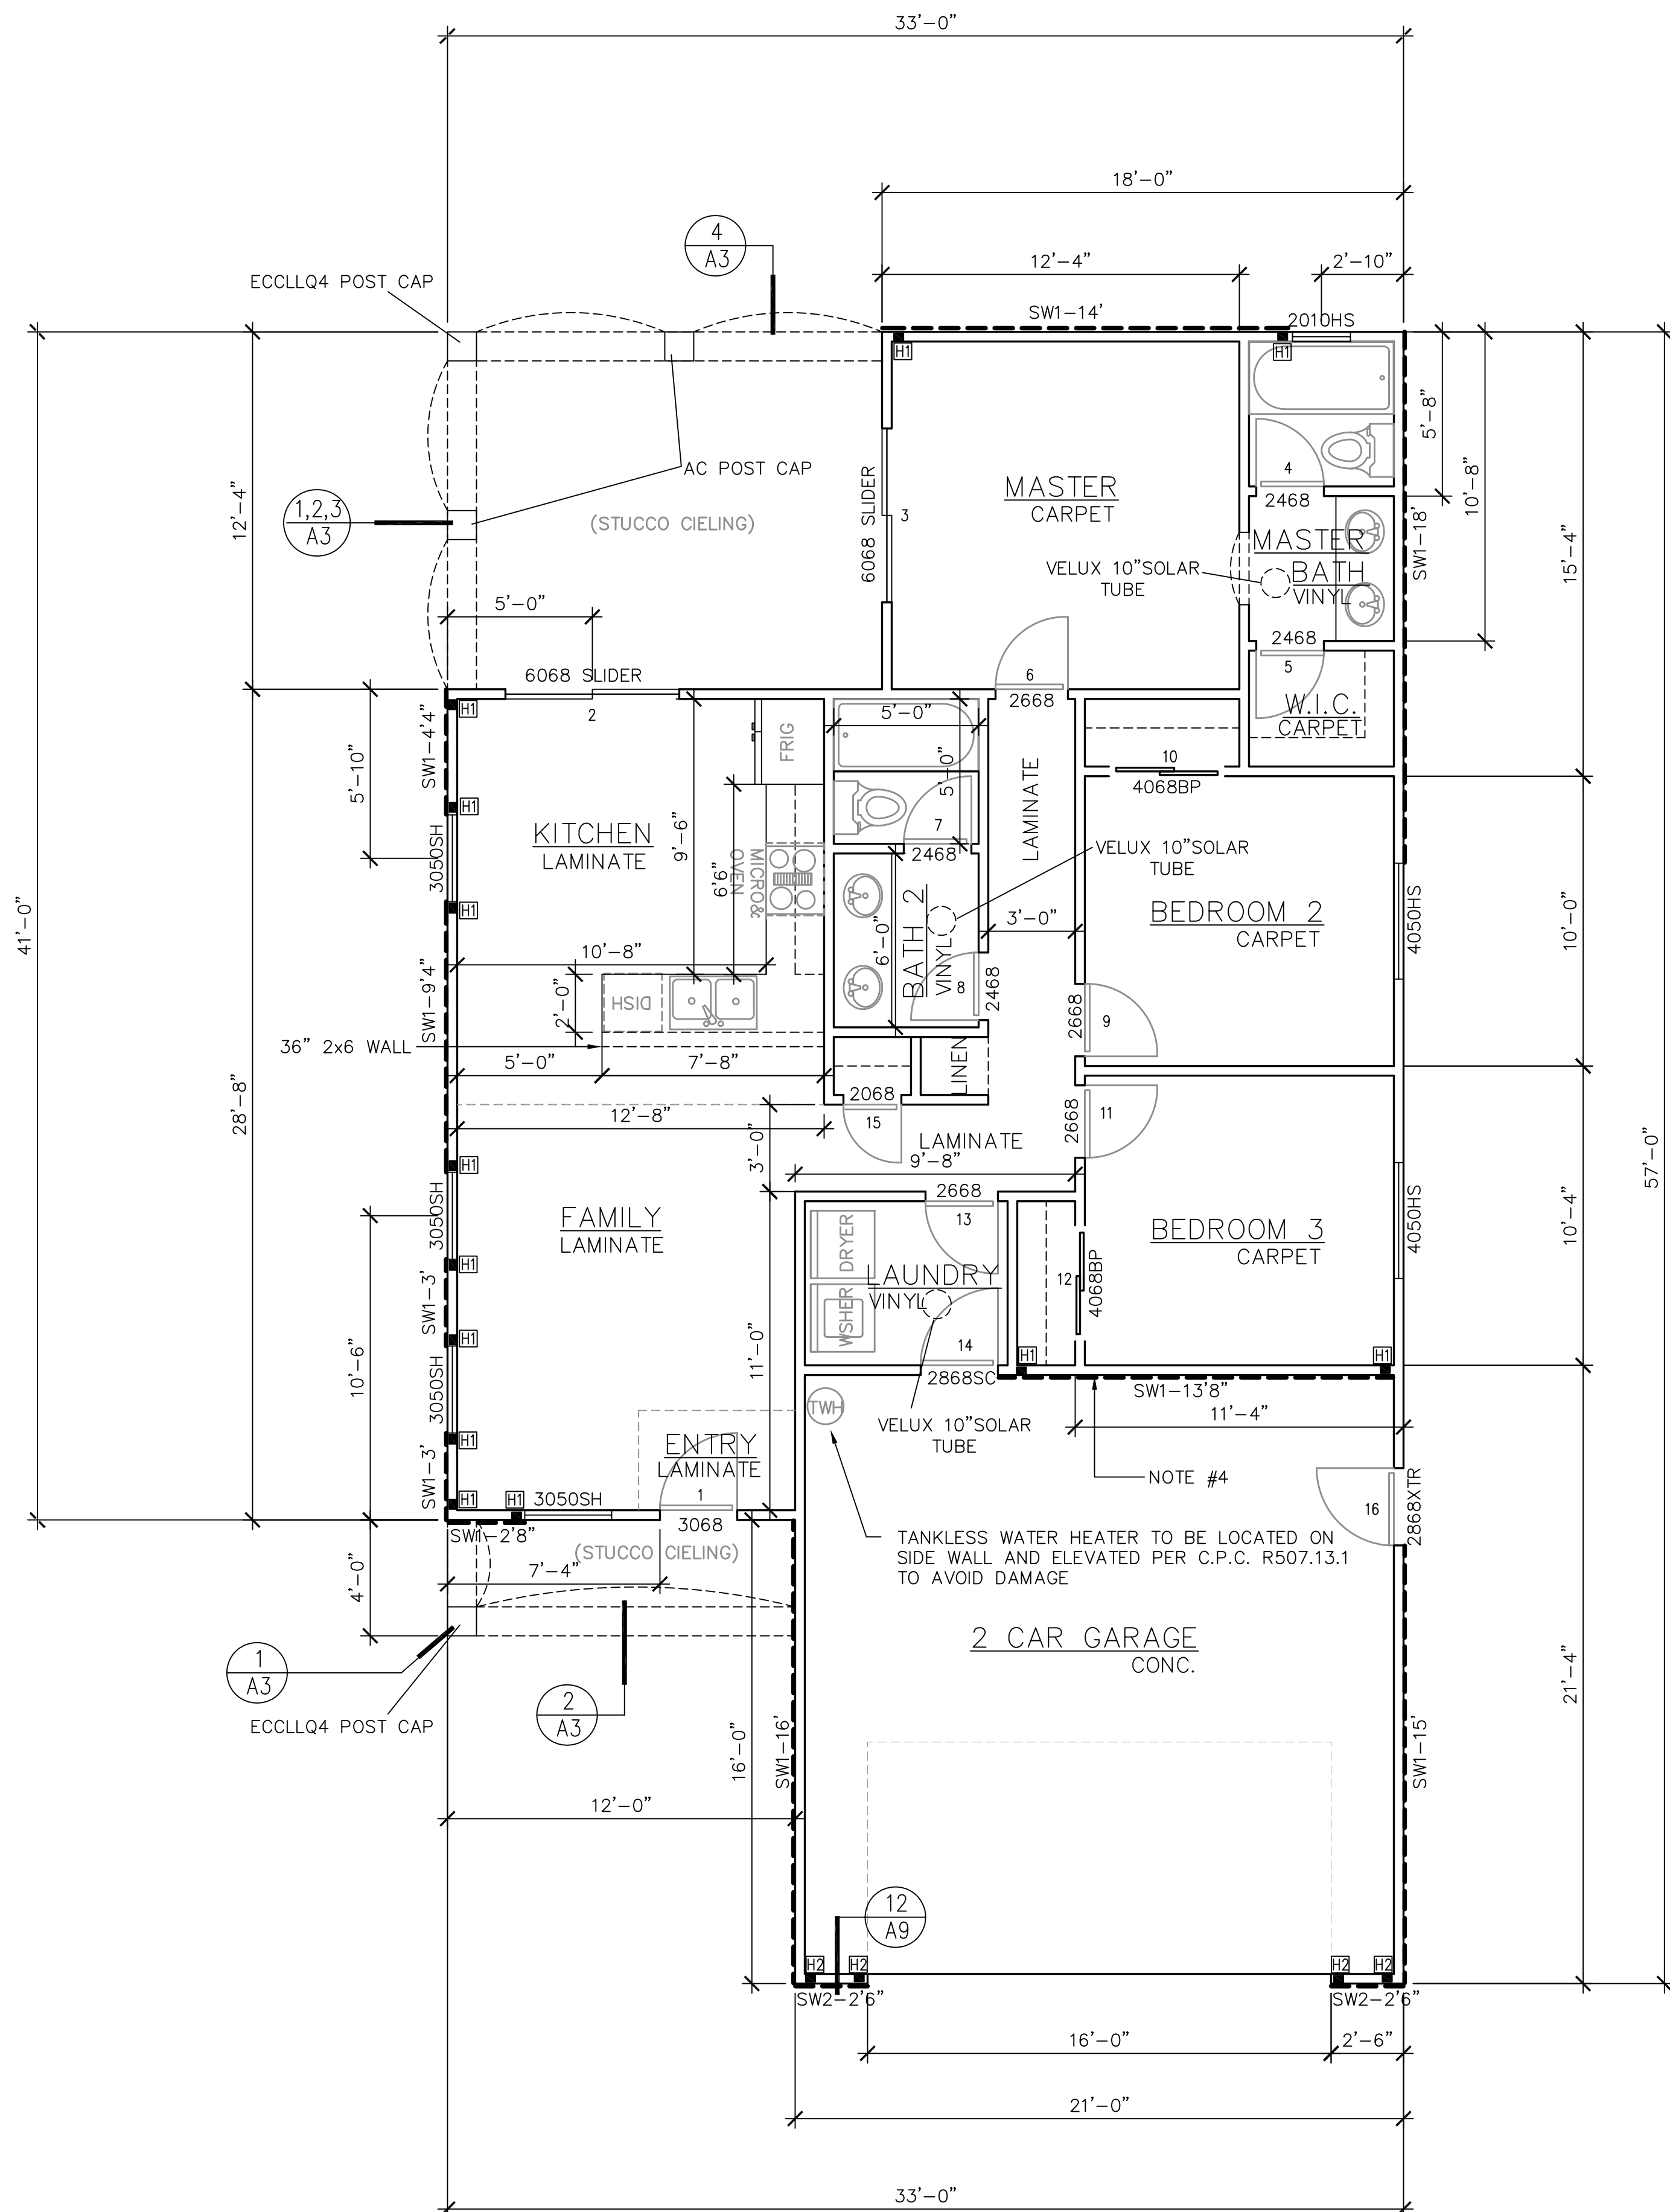 33'-0"
18'-0"
4
A3
12'-4"
2'-10"
ECCLLQ4 POST CAP
SW1-14'
2010HS
H1
H1
5'-8"
10'-8"
15'-4"
12'-4"
AC POST CAP
1,2,3
A3
(STUCCO CIELING)
6068 SLIDER
3
MASTER
CARPET
4
2468
MASTER
BATH
VINYL
SW1-18'
VELUX 10"SOLAR
TUBE
5'-0"
2468
5
6068 SLIDER
2
6
2668
W.I.C.
CARPET
H1
SW1-4'4"
5'-10"
FRIG
5'-0"
5'-0"
10
4068BP
LAMINATE
H1
3050SH
KITCHEN
LAMINATE
9'-6"
6'6"
MICRO&
OVEN
7
2468
VELUX 10"SOLAR
TUBE
H1
41'-0"
BATH 2
VINYL
6'-0"
3'-0"
BEDROOM 2
CARPET
4050HS
10'-0"
10'-8"
SW1-9'4"
2'-0"
DISH
8
2468
2668
9
36" 2x6 WALL
5'-0"
7'-8"
LINEN
28'-8"
12'-8"
2068
15
3'-0"
LAMINATE
9'-8"
2668
11
57'-0"
H1
3050SH
FAMILY
LAMINATE
2668
13
DRYER
LAUNDRY
VINYL
WSHER
12
4068BP
BEDROOM 3
CARPET
4050HS
10'-4"
H1
SW1-3'
H1
10'-6"
11'-0"
14
2868SC
H1
H1
SW1-13'8"
3050SH
TWH
VELUX 10"SOLAR
TUBE
11'-4"
H1
SW1-3'
ENTRY
LAMINATE
NOTE #4
H1
H1
3050SH
1
3068
16
2868XTR
SW1-2'8"
(STUCCO CIELING)
7'-4"
4'-0"
TANKLESS WATER HEATER TO BE LOCATED ON
SIDE WALL AND ELEVATED PER C.P.C. R507.13.1
TO AVOID DAMAGE
1
A3
2
A3
ECCLLQ4 POST CAP
2 CAR GARAGE
CONC.
21'-4"
16'-0"
SW1-16'
SW1-15'
12'-0"
12
A9
H2
H2
H2
H2
SW2-2'6"
SW2-2'6"
16'-0"
2'-6"
21'-0"
33'-0"